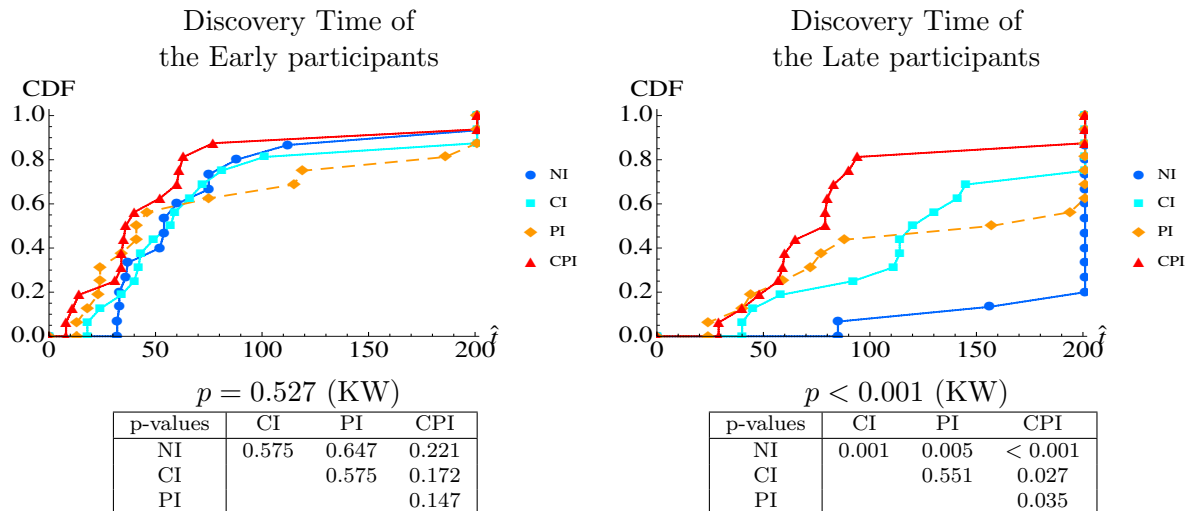 Discovery Time of
the Early participants
CDF
1.0
0.8
0.6
0.4
0.2
0.0
0
50
100
150
200
t̂
NI
CI
PI
CPI
p = 0.527 (KW)
p-values CI PI CPI
NI 0.575 0.647 0.221
CI 0.575 0.172
PI 0.147
Discovery Time of
the Late participants
CDF
1.0
0.8
0.6
0.4
0.2
0.0
0
50
100
150
200
t̂
NI
CI
PI
CPI
p < 0.001 (KW)
p-values CI PI CPI
NI 0.001 0.005 < 0.001
CI 0.551 0.027
PI 0.035